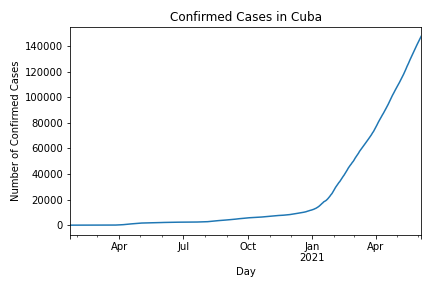 Confirmed Cases in Cuba
Number of Confirmed Cases
140000
120000
100000
80000
60000
40000
20000
0
Apr
Jul
Oct
Jan
2021
Apr
Day